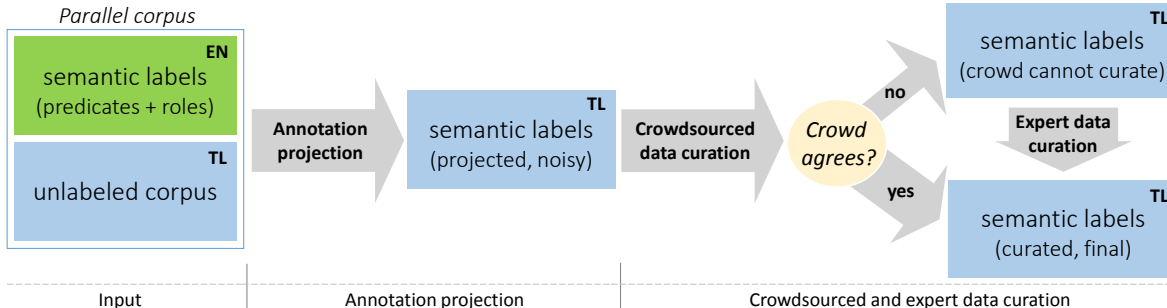 Parallel corpus
EN
semantic labels
(predicates + roles)
TL
unlabeled corpus
Annotation
projection
TL
semantic labels
(projected, noisy)
Crowdsourced
data curation
Crowd
agrees?
no
yes
TL
semantic labels
(crowd cannot curate)
Expert data
curation
TL
semantic labels
(curated, final)
Input
Annotation projection
Crowdsourced and expert data curation